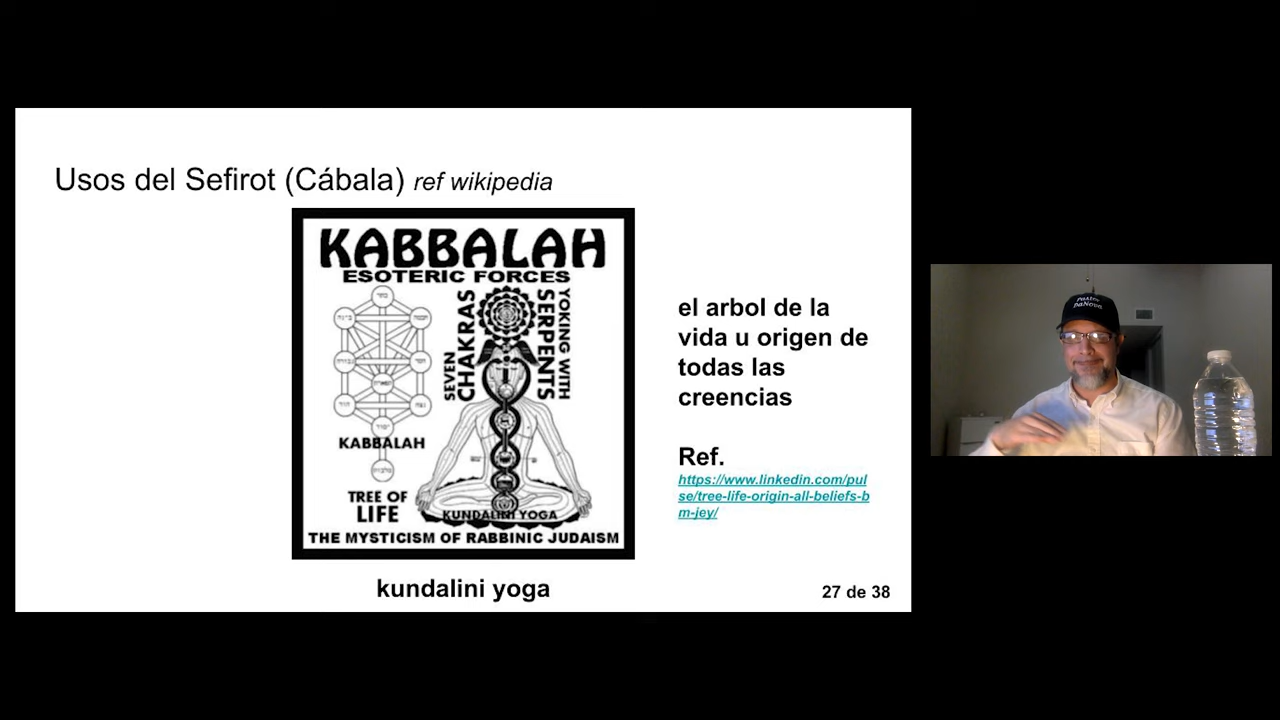 Usos del Sefirot (Cábala) ref wikipedia
KABBALAH
ESOTERIC FORCES
SEVEN
CHAKRAS
YOKING WITH
SERPENTS
KABBALAH
TREE OF
LIFE
KUNDALINI YOGA
THE MYSTICISM OF RABBINIC JUDAISM
kundalini yoga
el arbol de la
vida u origen de
todas las
creencias
Ref.
https://www.linkedin.com/pul
se/tree-life-origin-all-beliefs-b
m-jey/
27 de 38